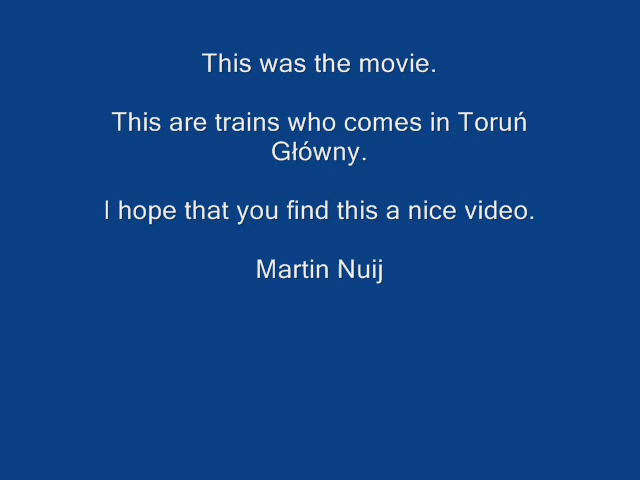 This was the movie.
This are trains who comes in Toruń
Główny.
I hope that you find this a nice video.
Martin Nuij